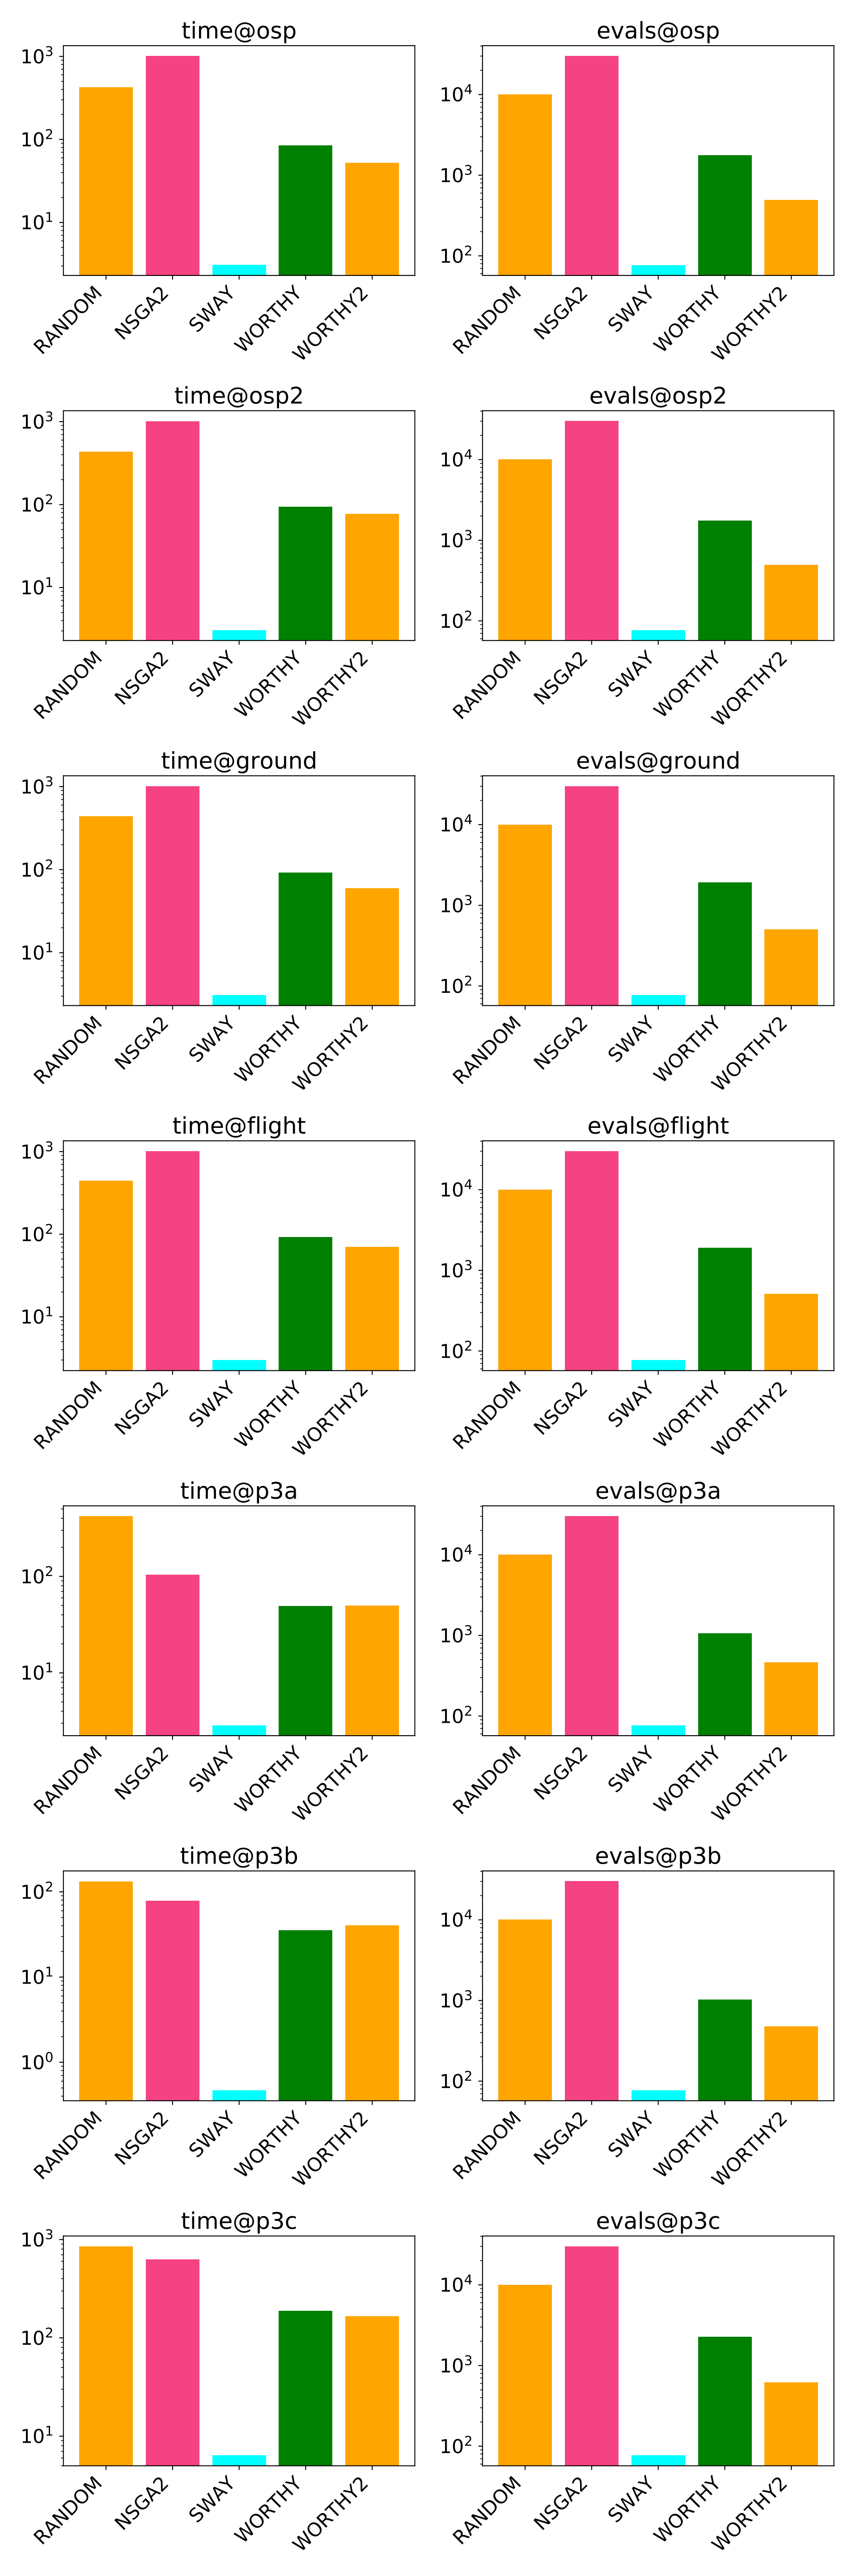 time@osp
evals@osp
10³
10²
10¹
10⁴
10³
10²
RANDOM
NSGA2
SWAY
WORTHY
WORTHY2
RANDOM
NSGA2
SWAY
WORTHY
WORTHY2
time@osp2
evals@osp2
10³
10²
10¹
10⁴
10³
10²
RANDOM
NSGA2
SWAY
WORTHY
WORTHY2
RANDOM
NSGA2
SWAY
WORTHY
WORTHY2
time@ground
evals@ground
10³
10²
10¹
10⁴
10³
10²
RANDOM
NSGA2
SWAY
WORTHY
WORTHY2
RANDOM
NSGA2
SWAY
WORTHY
WORTHY2
time@flight
evals@flight
10³
10²
10¹
10⁴
10³
10²
RANDOM
NSGA2
SWAY
WORTHY
WORTHY2
RANDOM
NSGA2
SWAY
WORTHY
WORTHY2
time@p3a
evals@p3a
10²
10¹
10⁴
10³
10²
RANDOM
NSGA2
SWAY
WORTHY
WORTHY2
RANDOM
NSGA2
SWAY
WORTHY
WORTHY2
time@p3b
evals@p3b
10²
10¹
10⁰
10⁴
10³
10²
RANDOM
NSGA2
SWAY
WORTHY
WORTHY2
RANDOM
NSGA2
SWAY
WORTHY
WORTHY2
time@p3c
evals@p3c
10³
10²
10¹
10⁴
10³
10²
RANDOM
NSGA2
SWAY
WORTHY
WORTHY2
RANDOM
NSGA2
SWAY
WORTHY
WORTHY2